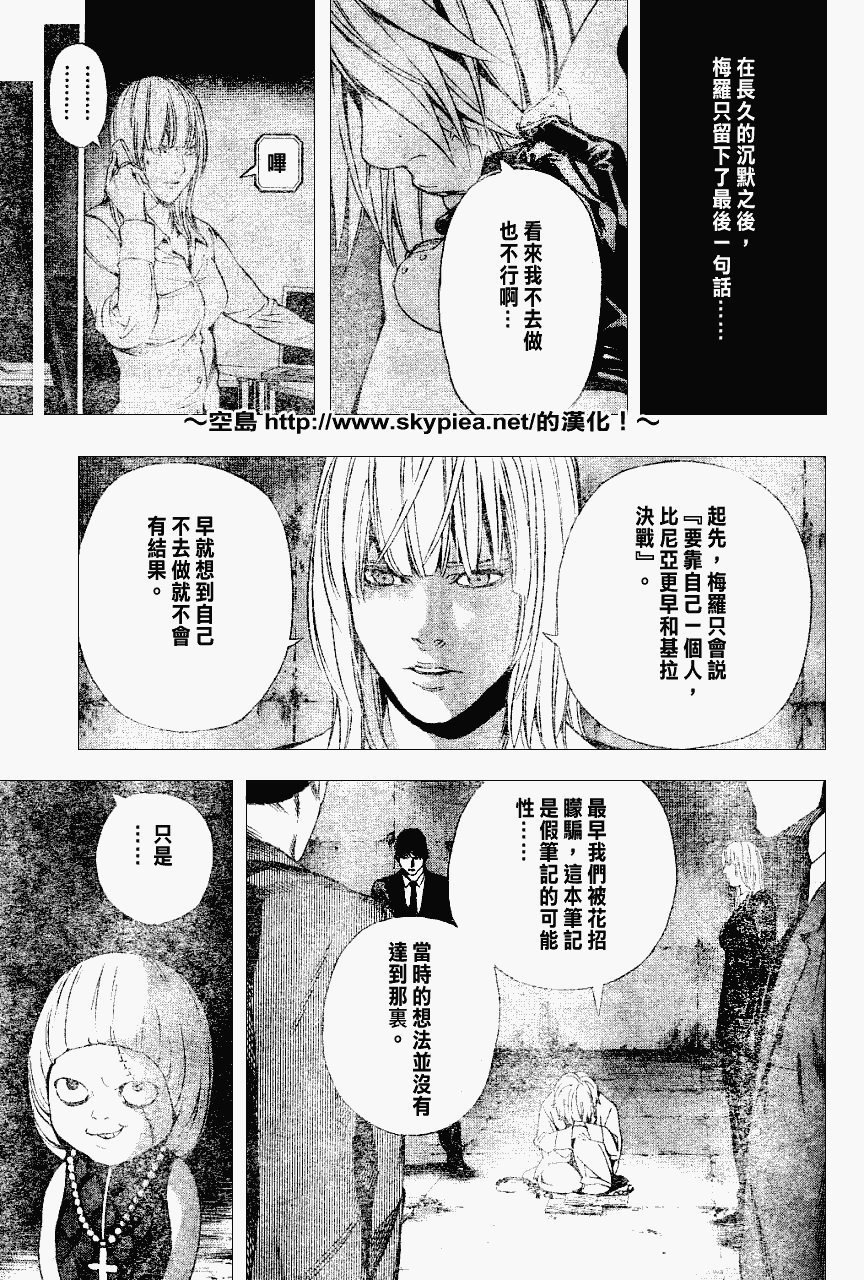 在長久的沉默之後，
梅羅只留下了最後一句話……
看來我不去做
也不行啊…
嗶
………
………
～空島 http://www.skypiea.net/的漢化！～
起先，梅羅只會説
『要靠自己一個人，
比尼亞更早和基拉
決戰』。
早就想到自己
不去做就不會
有結果。
最早我們被花招
矇騙，這本筆記
是假筆記的可能
性……
當時的想法並沒有
達到那裏。
只是
……